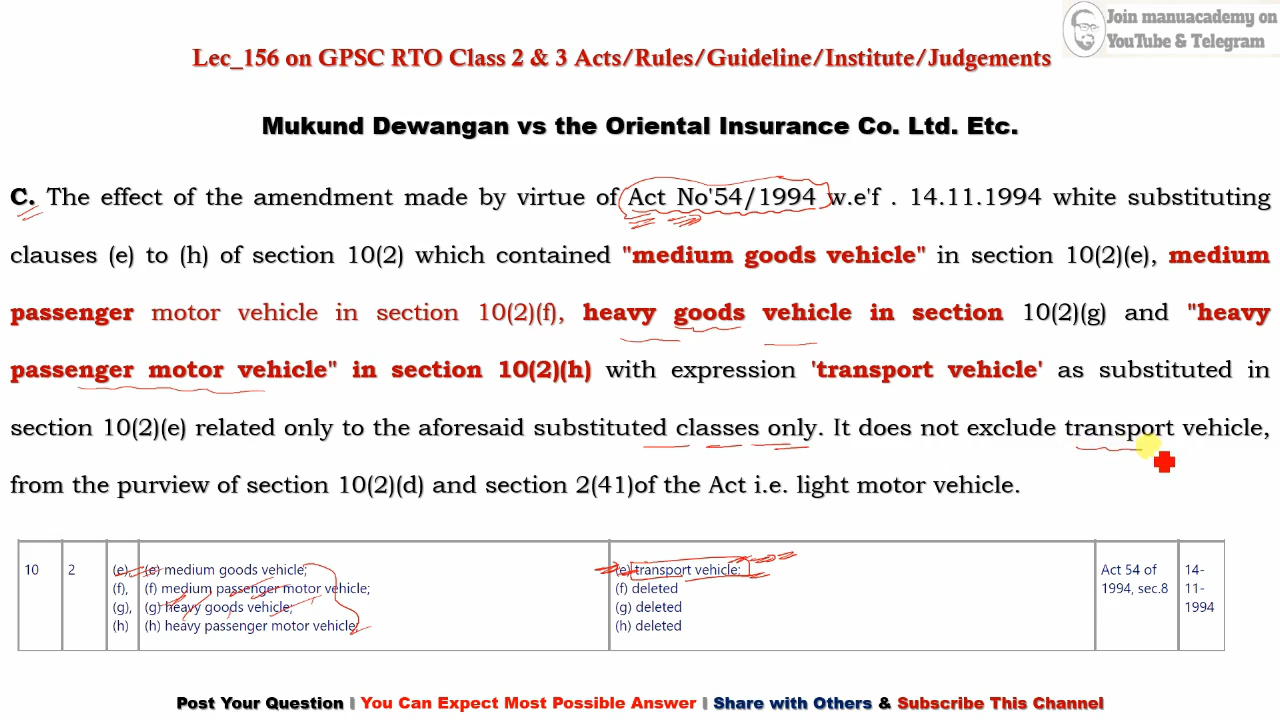 Join manuacademy on
YouTube & Telegram
Lec_156 on GPSC RTO Class 2 & 3 Acts/Rules/Guideline/Institute/Judgements
Mukund Dewangan vs the Oriental Insurance Co. Ltd. Etc.
C. The effect of the amendment made by virtue of Act No'54/1994 w.e'f . 14.11.1994 white substituting
clauses (e) to (h) of section 10(2) which contained "medium goods vehicle" in section 10(2)(e), medium
passenger motor vehicle in section 10(2)(f), heavy goods vehicle in section 10(2)(g) and "heavy
passenger motor vehicle" in section 10(2)(h) with expression 'transport vehicle' as substituted in
section 10(2)(e) related only to the aforesaid substituted classes only. It does not exclude transport vehicle,
from the purview of section 10(2)(d) and section 2(41)of the Act i.e. light motor vehicle.
10 2 (e), (e) medium goods vehicle; (e) transport vehicle; Act 54 of 14-
(f), (f) medium passenger motor vehicle; (f) deleted 1994, sec.8 11-
(g), (g) heavy goods vehicle; (g) deleted 1994
(h) (h) heavy passenger motor vehicle; (h) deleted
Post Your Question | You Can Expect Most Possible Answer | Share with Others & Subscribe This Channel